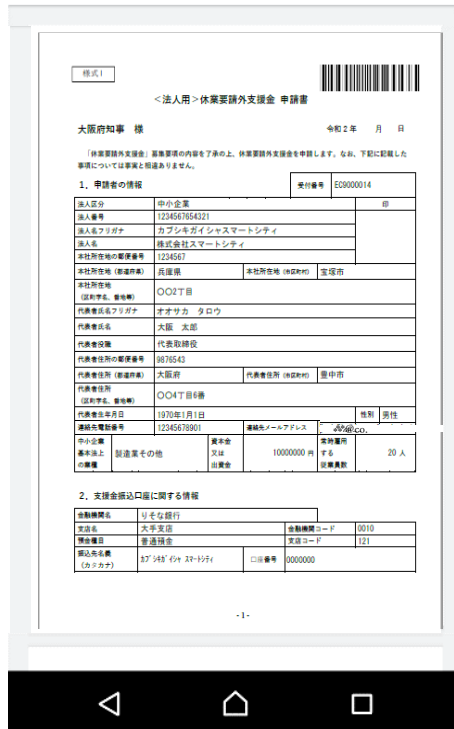 様式1
<法人用>休業要請外支援金 申請書
大阪府知事 様
令和2年 月 日
「休業要請外支援金」募集要項の内容を了承の上、休業要請外支援金を申請します。なお、下記に記載した
事項については事実と相違ありません。
1．申請者の情報
受付番号 EC9000014
法人区分 中小企業 印
法人番号 1234567654321
法人名フリガナ カブシキガイシャスマートシティ
法人名 株式会社スマートシティ
本社所在地の郵便番号 1234567
本社所在地（都道府県） 兵庫県 本社所在地（市区町村） 宝塚市
本社所在地
（区町字名、番地等） 〇〇2丁目
代表者氏名フリガナ オオサカ タロウ
代表者氏名 大阪 太郎
代表者役職 代表取締役
代表者住所の郵便番号 9876543
代表者住所（都道府県） 大阪府 代表者住所（市区町村） 豊中市
代表者住所
（区町字名、番地等） 〇〇4丁目6番
代表者生年月日 1970年1月1日 性別 男性
連絡先電話番号 12345678901 連絡先メールアドレス &&@co.
中小企業 資本金 常時雇用
基本法上 製造業その他 又は 10000000 円 する 20 人
の業種 出資金 従業員数
2．支援金振込口座に関する情報
金融機関名 りそな銀行
支店名 大手支店 金融機関コード 0010
預金種目 普通預金 支店コード 121
振込先名義
（カタカナ） カブシキガイシャ スマートシティ 口座番号 0000000
-1-